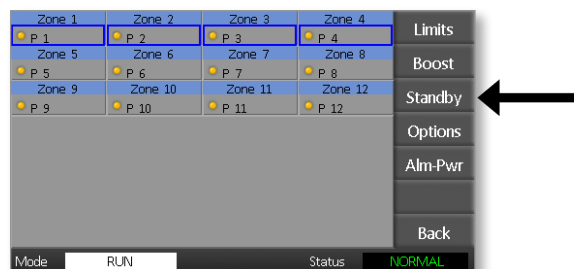 Zone 1 Zone 2 Zone 3 Zone 4 Limits
P 1 P 2 P 3 P 4
Zone 5 Zone 6 Zone 7 Zone 8 Boost
P 5 P 6 P 7 P 8
Zone 9 Zone 10 Zone 11 Zone 12 Standby
P 9 P 10 P 11 P 12
Options
Alm-Pwr
Back
Mode RUN Status NORMAL